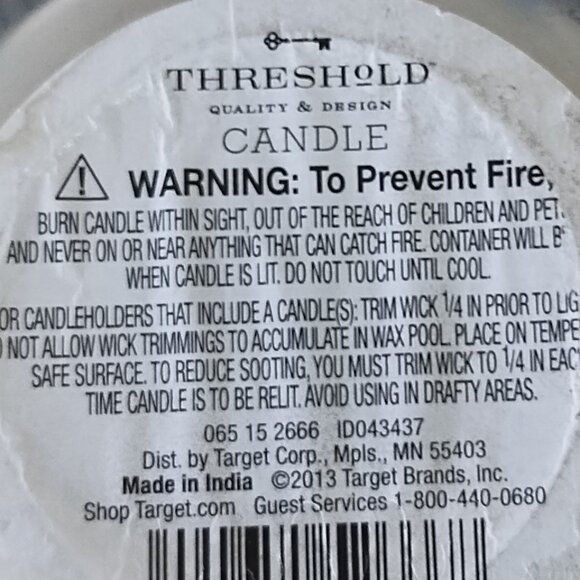 THRESHOLD
QUALITY & DESIGN
CANDLE
WARNING: To Prevent Fire,
BURN CANDLE WITHIN SIGHT, OUT OF THE REACH OF CHILDREN AND
AND NEVER ON OR NEAR ANYTHING THAT CAN CATCH FIRE. CONTAINER WILL
WHEN CANDLE IS LIT. DO NOT TOUCH UNTIL COOL.
OR CANDLEHOLDERS THAT INCLUDE A CANDLE(S): TRIM WICK 1/4 IN PRIOR TO LIG
NOT ALLOW WICK TRIMMINGS TO ACCUMULATE IN WAX POOL. PLACE ON TEMPE
SAFE SURFACE. TO REDUCE SOOTING, YOU MUST TRIM WICK TO 1/4 IN EAC
TIME CANDLE IS TO BE RELIT. AVOID USING IN DRAFTY AREAS.
065 15 2666 ID043437
Dist. by Target Corp., Mpls., MN 55403
Made in India ©2013 Target Brands, Inc.
Shop Target.com Guest Services 1-800-440-0680